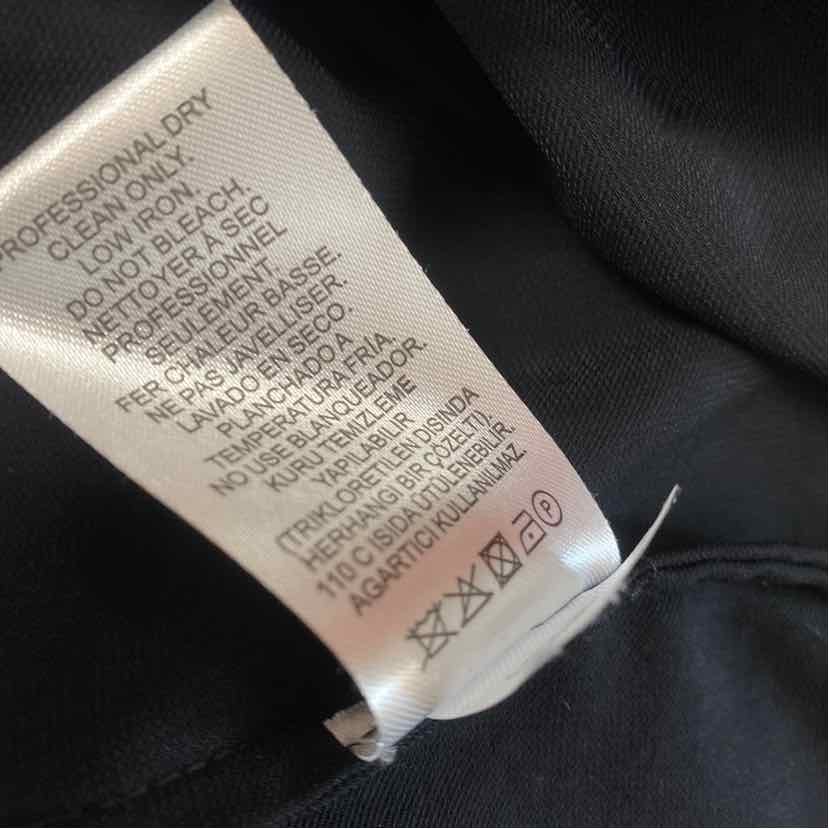 PROFESSIONAL DRY
CLEAN ONLY.
LOW IRON.
DO NOT BLEACH.
NETTOYER A SEC
PROFESSIONNEL
SEULEMENT.
FER CHALEUR BASSE.
NE PAS JAVELLISER.
LAVADO EN SECO.
PLANCHADO A
TEMPERATURA FRÍA.
NO USE BLANQUEADOR.
KURU TEMIZLEME
YAPILABILIR
(TRIKLORETILEN DISINDA
HERHANGI BIR ÇÖZELTI).
110 C ISIDA ÜTÜLENEBILIR.
AGARTICI KULLANILMAZ.
P